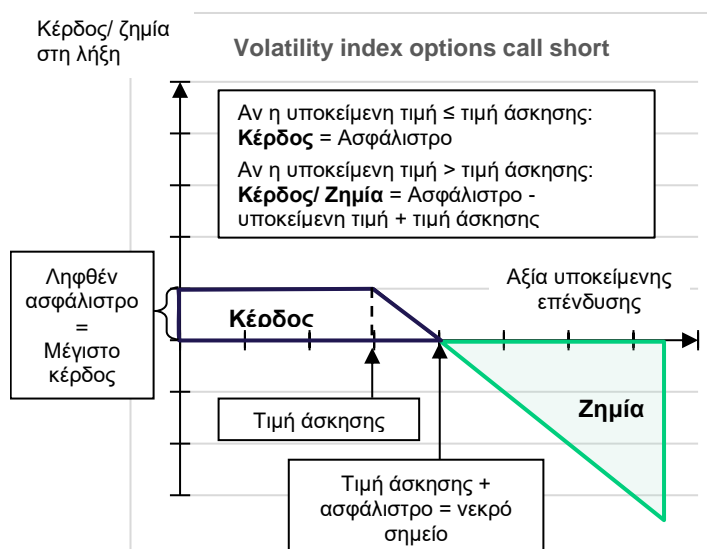 Κέρδος/ ζημία
στη λήξη
Volatility index options call short
Αν η υποκείμενη τιμή ≤ τιμή άσκησης:
Κέρδος = Ασφάλιστρο
Αν η υποκείμενη τιμή > τιμή άσκησης:
Κέρδος/ Ζημία = Ασφάλιστρο -
υποκείμενη τιμή + τιμή άσκησης
Ληφθέν
ασφάλιστρο
=
Μέγιστο
κέρδος
Κέρδος
Αξία υποκείμενης
επένδυσης
Τιμή άσκησης
Ζημία
Τιμή άσκησης +
ασφάλιστρο = νεκρό
σημείο